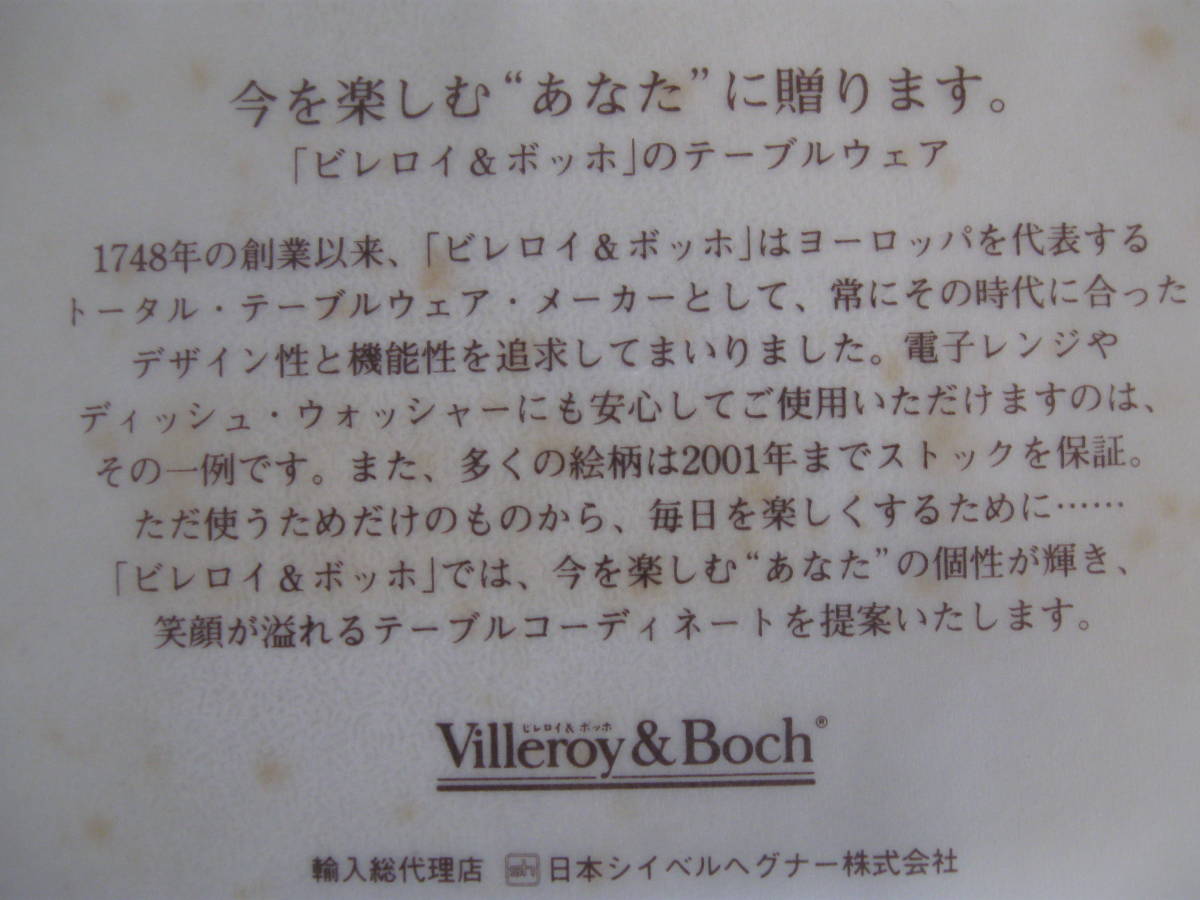 今を楽しむ“あなた”に贈ります。
「ビレロイ&ボッホ」のテーブルウェア
1748年の創業以来、「ビレロイ&ボッホ」はヨーロッパを代表する
トータル・テーブルウェア・メーカーとして、常にその時代に合った
デザイン性と機能性を追求してまいりました。電子レンジや
ディッシュ・ウォッシャーにも安心してご使用いただけますのは、
その一例です。また、多くの絵柄は2001年までストックを保証。
ただ使うためだけのものから、毎日を楽しくするために……
「ビレロイ&ボッホ」では、今を楽しむ“あなた”の個性が輝き、
笑顔が溢れるテーブルコーディネートを提案いたします。
ビレロイ&ボッホ
Villeroy & Boch®
輸入総代理店 日本シイベルヘグナー株式会社